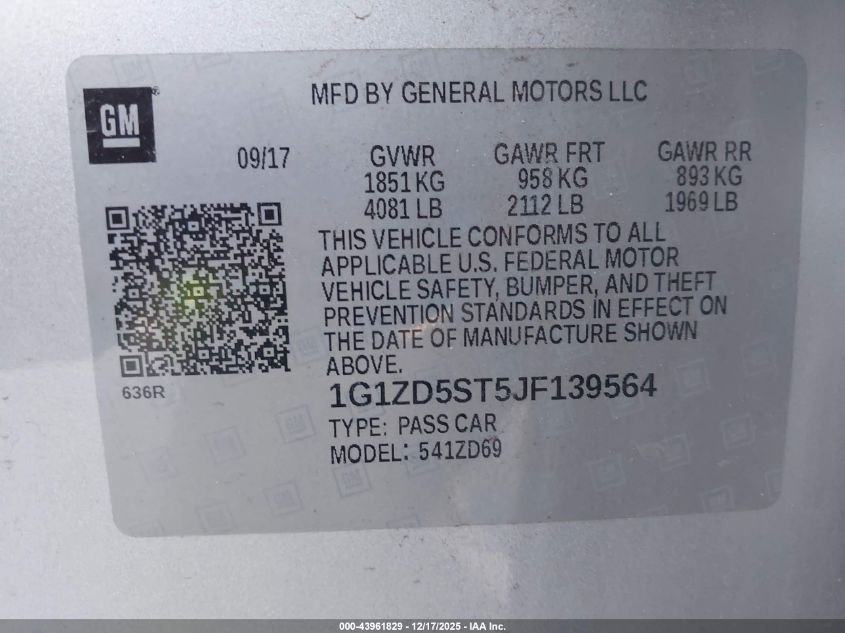 MFD BY GENERAL MOTORS LLC
GM
09/17
GVWR GAWR FRT GAWR RR
1851 KG 958 KG 893 KG
4081 LB 2112 LB 1969 LB
THIS VEHICLE CONFORMS TO ALL
APPLICABLE U.S. FEDERAL MOTOR
VEHICLE SAFETY, BUMPER, AND THEFT
PREVENTION STANDARDS IN EFFECT ON
THE DATE OF MANUFACTURE SHOWN
ABOVE.
636R
1G1ZD5ST5JF139564
TYPE: PASS CAR
MODEL: 541ZD69
000-43961829 - 12/17/2025 - IAA Inc.